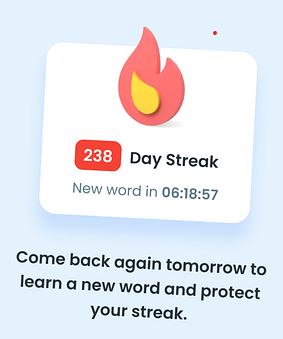 238 Day Streak
New word in 06:18:57
Come back again tomorrow to
learn a new word and protect
your streak.